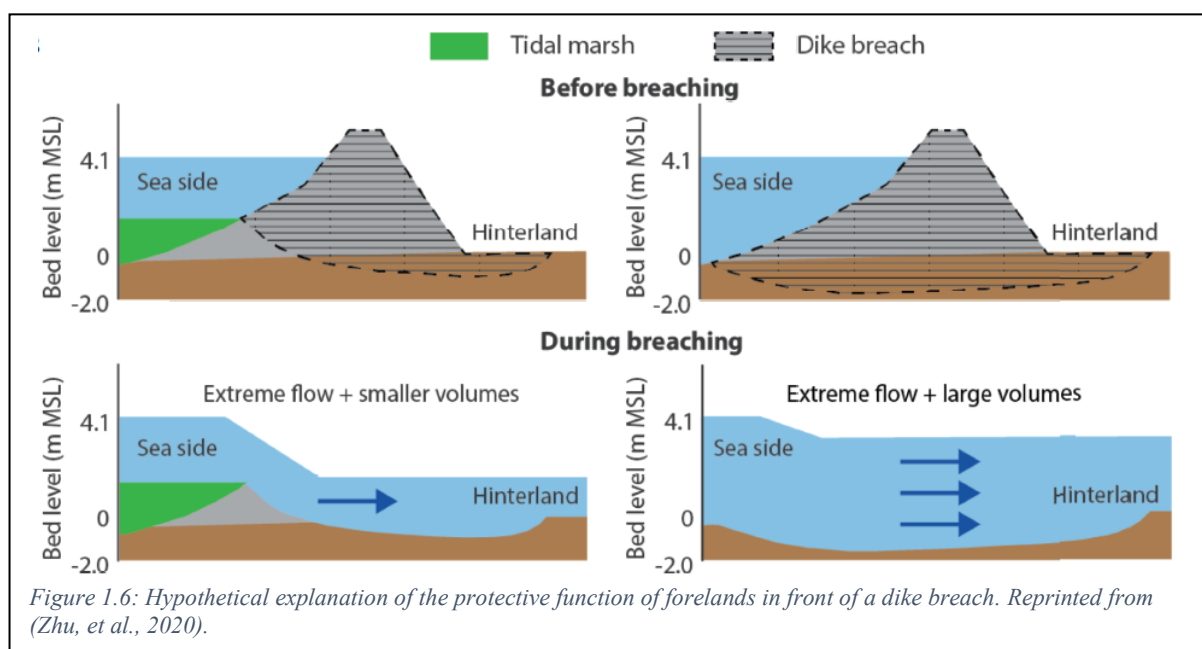 Tidal marsh
Dike breach
Before breaching
Bed level (m MSL)
4.1
0
-2.0
Sea side
Hinterland
Bed level (m MSL)
4.1
0
-2.0
Sea side
Hinterland
During breaching
Bed level (m MSL)
4.1
0
-2.0
Extreme flow + smaller volumes
Sea side
Hinterland
Bed level (m MSL)
4.1
0
-2.0
Extreme flow + large volumes
Sea side
Hinterland
Figure 1.6: Hypothetical explanation of the protective function of forelands in front of a dike breach. Reprinted from
(Zhu, et al., 2020).